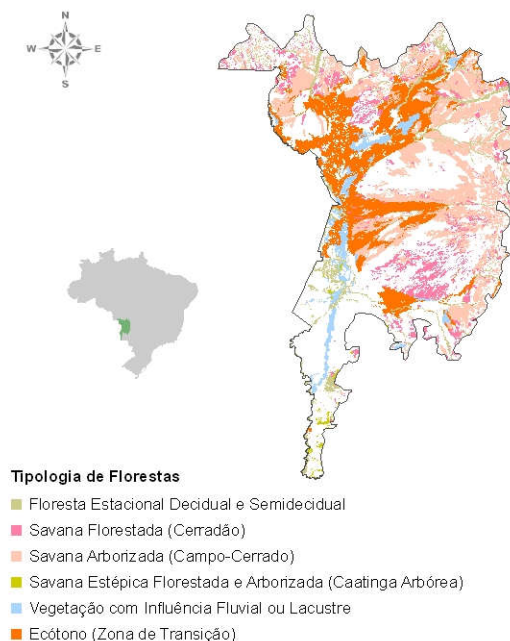 N
W E
S
Tipologia de Florestas
Floresta Estacional Decidual e Semidecidual
Savana Florestada (Cerradão)
Savana Arborizada (Campo-Cerrado)
Savana Estépica Florestada e Arborizada (Caatinga Arbórea)
Vegetação com Influência Fluvial ou Lacustre
Ecótono (Zona de Transição)